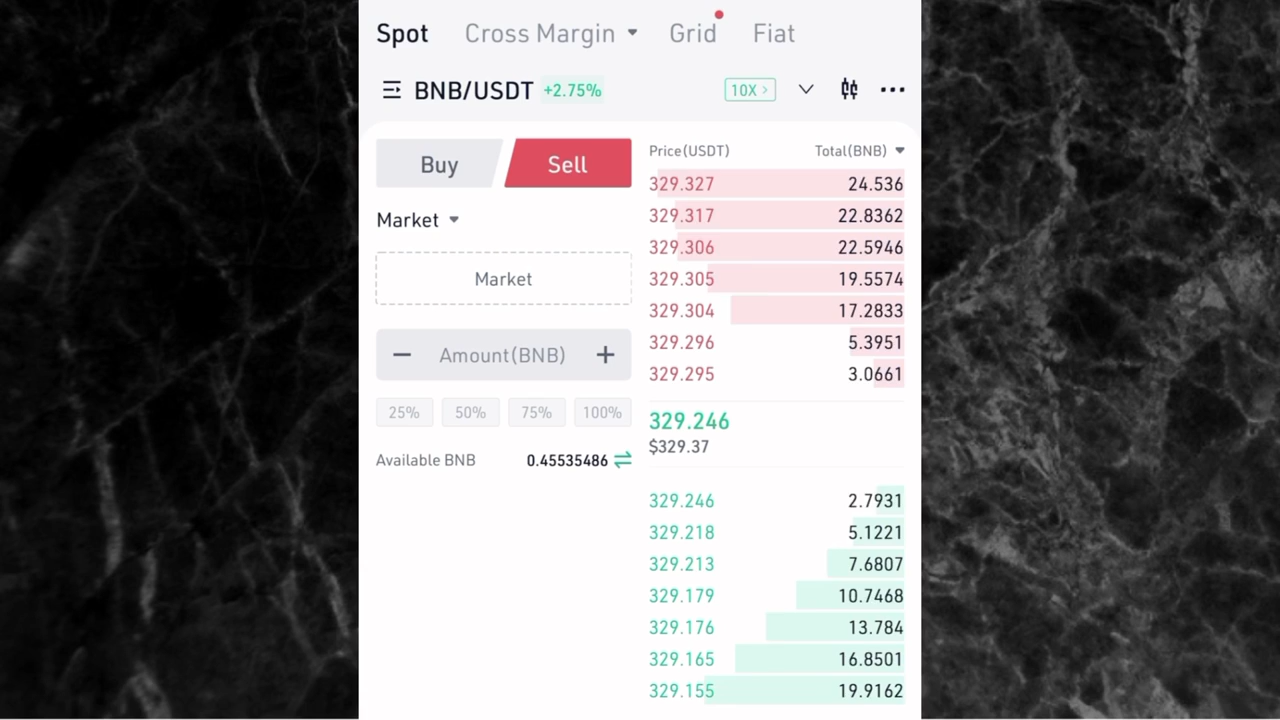 Spot Cross Margin Grid Fiat
BNB/USDT +2.75% 10X >
Buy Sell
Market
Market
Amount(BNB)
25% 50% 75% 100%
Available BNB 0.45535486
Price(USDT) Total(BNB)
329.327 24.536
329.317 22.8362
329.306 22.5946
329.305 19.5574
329.304 17.2833
329.296 5.3951
329.295 3.0661
329.246
$329.37
329.246 2.7931
329.218 5.1221
329.213 7.6807
329.179 10.7468
329.176 13.784
329.165 16.8501
329.155 19.9162